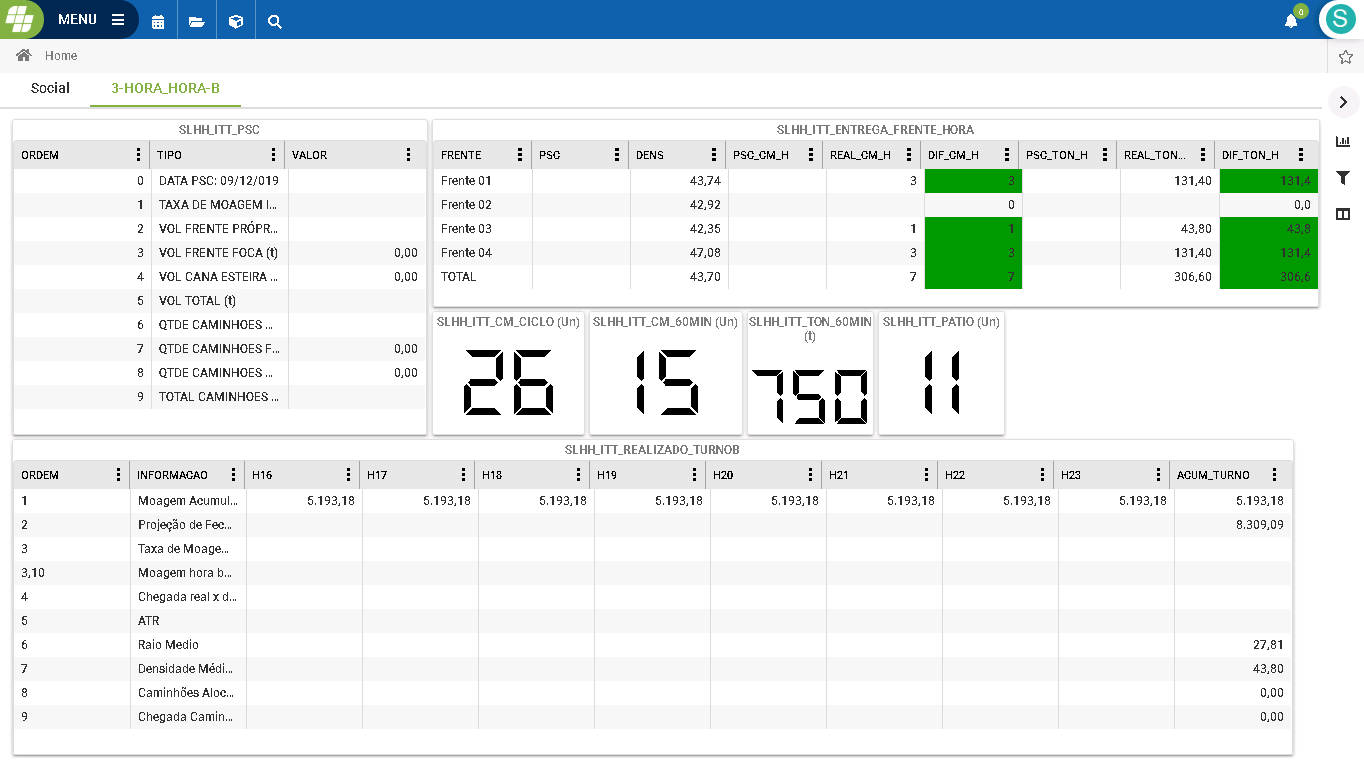 MENU
0
S
Home
Social 3-HORA_HORA-B
SLHH_ITT_PSC
ORDEM TIPO VALOR
0 DATA PSC: 09/12/019
1 TAXA DE MOAGEM I...
2 VOL FRENTE PRÓPR...
3 VOL FRENTE FOCA (t) 0,00
4 VOL CANA ESTEIRA ... 0,00
5 VOL TOTAL (t)
6 QTDE CAMINHOES ...
7 QTDE CAMINHOES F... 0,00
8 QTDE CAMINHOES ... 0,00
9 TOTAL CAMINHOES ...
SLHH_ITT_ENTREGA_FRENTE_HORA
FRENTE PSC DENS PSC_CM_H REAL_CM_H DIF_CM_H PSC_TON_H REAL_TON... DIF_TON_H
Frente 01 43,74 3 3 131,40 131,4
Frente 02 42,92 0 0,0
Frente 03 42,35 1 1 43,80 43,8
Frente 04 47,08 3 3 131,40 131,4
TOTAL 43,70 7 7 306,60 306,6
SLHH_ITT_CM_CICLO (Un)
26
SLHH_ITT_CM_60MIN (Un)
15
SLHH_ITT_TON_60MIN
(t)
750
SLHH_ITT_PATIO (Un)
11
SLHH_ITT_REALIZADO_TURNOB
ORDEM INFORMACAO H16 H17 H18 H19 H20 H21 H22 H23 ACUM_TURNO
1 Moagem Acumul... 5.193,18 5.193,18 5.193,18 5.193,18 5.193,18 5.193,18 5.193,18 5.193,18 5.193,18
2 Projeção de Fec... 8.309,09
3 Taxa de Moage...
3,10 Moagem hora b...
4 Chegada real x d...
5 ATR
6 Raio Medio 27,81
7 Densidade Médi... 43,80
8 Caminhões Aloc... 0,00
9 Chegada Camin... 0,00